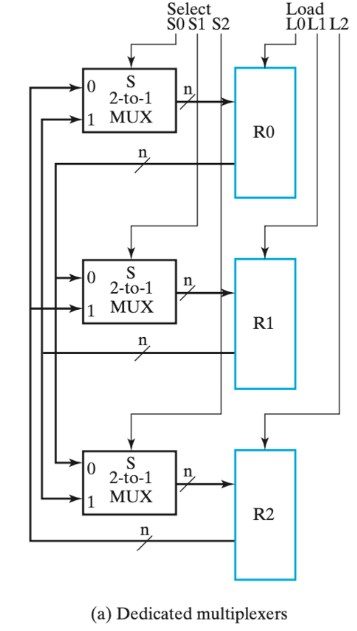 Select
S0 S1 S2
Load
L0 L1 L2
0
S
2-to-1
1 MUX
n
R0
n
0
S
2-to-1
1 MUX
n
R1
n
0
S
2-to-1
1 MUX
n
R2
n
(a) Dedicated multiplexers